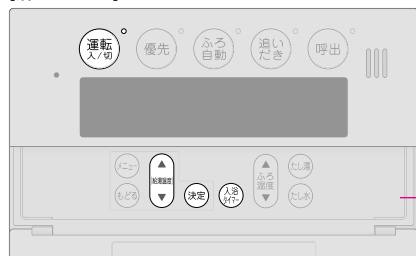 運転
入/切
優先
ふろ
自動
追い
だき
呼出
メニュー
もどる
給湯温度
決定
入浴
タイマー
ふろ
温度
たし湯
たし水